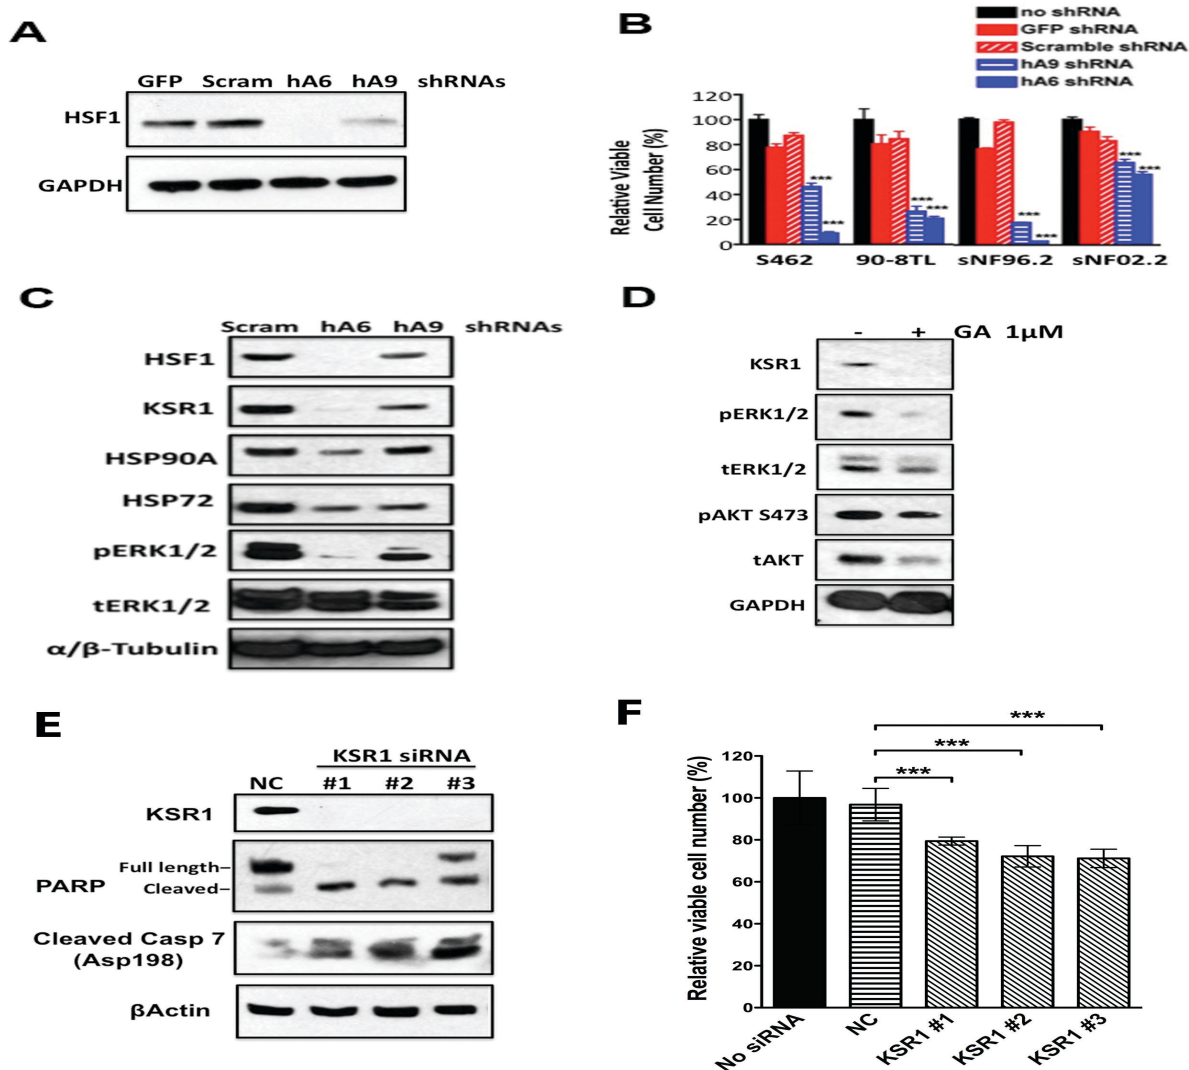 A
GFP Scram hA6 hA9 shRNAs
HSF1
GAPDH
B
no shRNA
GFP shRNA
Scramble shRNA
hA9 shRNA
hA6 shRNA
Relative Viable
Cell Number (%)
120
100
80
60
40
20
0
*** *** *** *** *** *** *** ***
S462 90-8TL sNF96.2 sNF02.2
C
Scram hA6 hA9 shRNAs
HSF1
KSR1
HSP90A
HSP72
pERK1/2
tERK1/2
α/β-Tubulin
D
- + GA 1μM
KSR1
pERK1/2
tERK1/2
pAKT S473
tAKT
GAPDH
E
KSR1 siRNA
NC #1 #2 #3
KSR1
Full length–
PARP
Cleaved–
Cleaved Casp 7
(Asp198)
βActin
F
***
***
***
Relative viable cell number (%)
120
100
80
60
40
20
0
No siRNA NC KSR1 #1 KSR1 #2 KSR1 #3